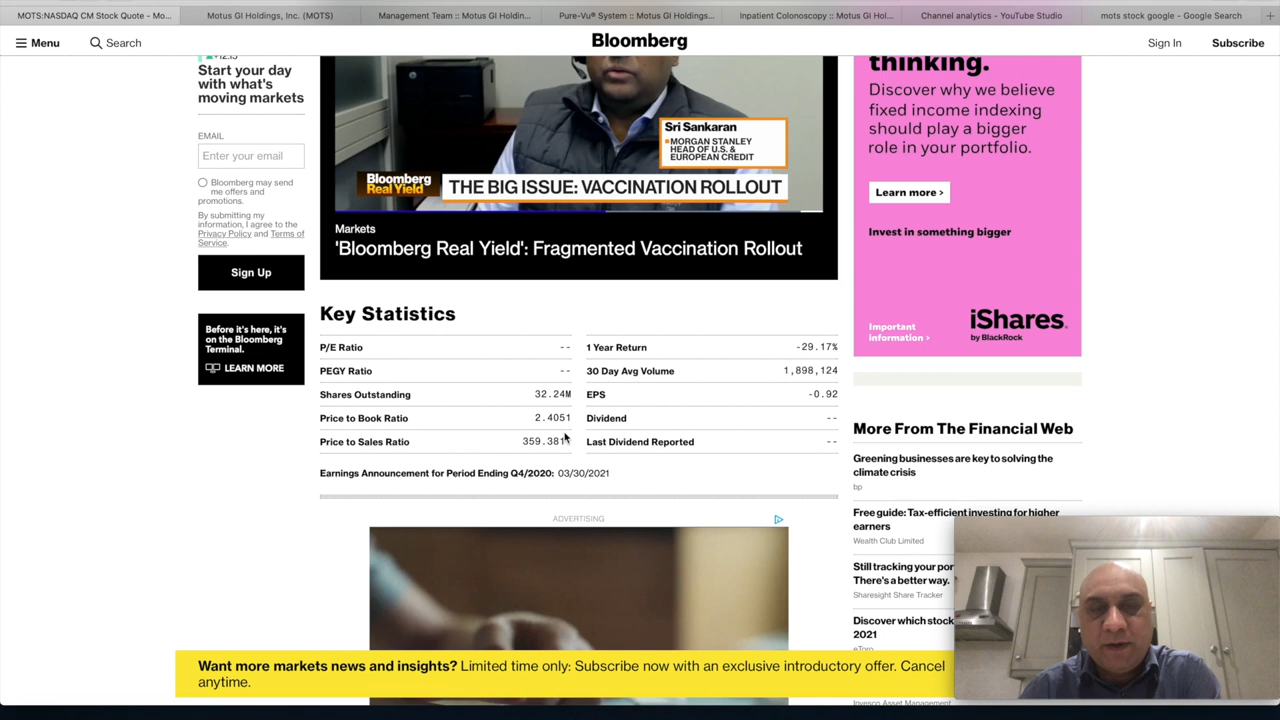 MOTS:NASDAQ CM Stock Quote - Mo...
Motus GI Holdings, Inc. (MOTS)
Management Team :: Motus GI Holdin...
Pure-Vu® System :: Motus GI Holdings...
Inpatient Colonoscopy :: Motus GI Hol...
Channel analytics - YouTube Studio
mots stock google - Google Search
Menu
Search
Bloomberg
Sign In
Subscribe
Start your day
with what's
moving markets
EMAIL
Enter your email
Bloomberg may send
me offers and
promotions.
By submitting my
information, I agree to the
Privacy Policy and Terms of
Service.
Sign Up
Before it's here, it's
on the Bloomberg
Terminal.
LEARN MORE
Sri Sankaran
MORGAN STANLEY
HEAD OF U.S. &
EUROPEAN CREDIT
Bloomberg
Real Yield
THE BIG ISSUE: VACCINATION ROLLOUT
Markets
'Bloomberg Real Yield': Fragmented Vaccination Rollout
Key Statistics
P/E Ratio --
PEGY Ratio --
Shares Outstanding 32.24M
Price to Book Ratio 2.4051
Price to Sales Ratio 359.381
1 Year Return -29.17%
30 Day Avg Volume 1,898,124
EPS -0.92
Dividend --
Last Dividend Reported --
Earnings Announcement for Period Ending Q4/2020: 03/30/2021
ADVERTISING
thinking.
Discover why we believe
fixed income indexing
should play a bigger
role in your portfolio.
Learn more >
Invest in something bigger
Important
information >
iShares.
by BlackRock
More From The Financial Web
Greening businesses are key to solving the
climate crisis
bp
Free guide: Tax-efficient investing for higher
earners
Wealth Club Limited
Still tracking your por
There's a better way.
Sharesight Share Tracker
Discover which stock
2021
eToro
Invesco Asset Management
Want more markets news and insights? Limited time only: Subscribe now with an exclusive introductory offer. Cancel
anytime.